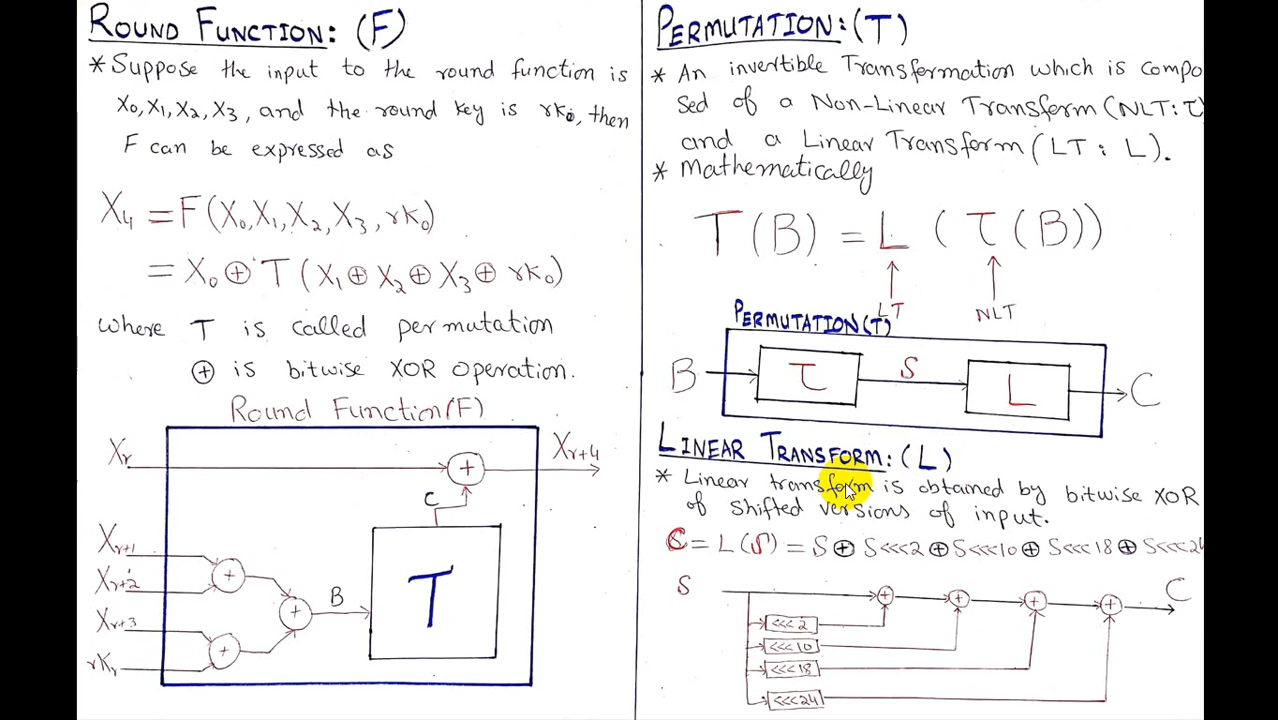 ROUND FUNCTION: (F)
* Suppose the input to the round function is
X₀, X₁, X₂, X₃, and the round key is rk₀, then
F can be expressed as
X₄ = F(X₀, X₁, X₂, X₃, rk₀)
= X₀ ⊕ T (X₁ ⊕ X₂ ⊕ X₃ ⊕ rk₀)
where T is called permutation
⊕ is bitwise XOR operation.
Round Function(F)
Xᵣ
Xᵣ₊₄
+
C
Xᵣ₊₁
Xᵣ₊₂
+
B
+
T
Xᵣ₊₃
+
rKᵣ
PERMUTATION: (T)
* An invertible Transformation which is compo
sed of a Non-Linear Transform (NLT: τ
and a Linear Transform (LT : L).
* Mathematically
T (B) = L ( τ (B))
LT
NLT
PERMUTATION(T)
B
τ
S
L
C
LINEAR TRANSFORM: (L)
* Linear transform is obtained by bitwise XOR
of shifted versions of input.
C = L (S) = S ⊕ S<<<2 ⊕ S<<<10 ⊕ S<<<18 ⊕ S<<<24
S
+
+
+
+
C
<<<2
<<<10
<<<18
<<<24